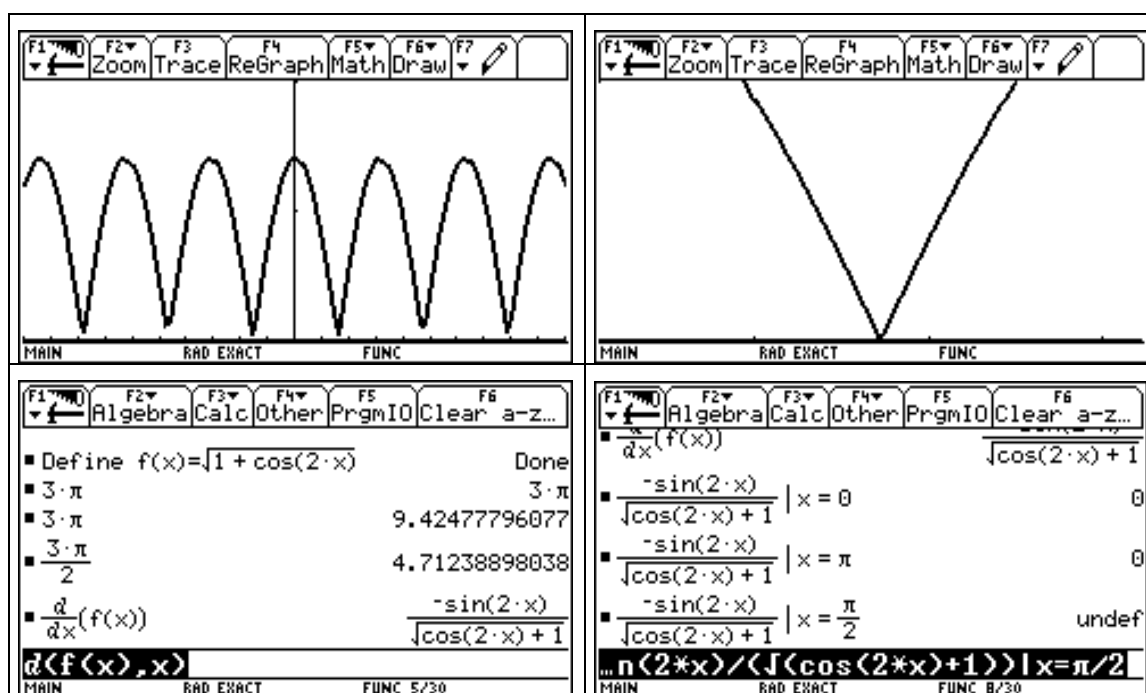 F1 F2 Zoom F3 Trace F4 ReGraph F5 Math F6 Draw F7
MAIN RAD EXACT FUNC
F1 F2 Zoom F3 Trace F4 ReGraph F5 Math F6 Draw F7
MAIN RAD EXACT FUNC
F1 F2 Algebra F3 Calc F4 Other F5 PrgmIO F6 Clear a-z…
■ Define f(x)=√(1 + cos(2·x)) Done
■ 3·π 3·π
■ 3·π 9.42477796077
■ 3·π/2 4.71238898038
■ d/dx(f(x)) -sin(2·x)/√(cos(2·x) + 1)
d(f(x),x)
MAIN RAD EXACT FUNC 5/30
F1 F2 Algebra F3 Calc F4 Other F5 PrgmIO F6 Clear a-z…
■ d/dx(f(x)) √(cos(2·x) + 1)
■ -sin(2·x)/√(cos(2·x) + 1) | x = 0 0
■ -sin(2·x)/√(cos(2·x) + 1) | x = π 0
■ -sin(2·x)/√(cos(2·x) + 1) | x = π/2 undef
…n(2*x)/(√(cos(2*x)+1))|x=π/2
MAIN RAD EXACT FUNC 8/30